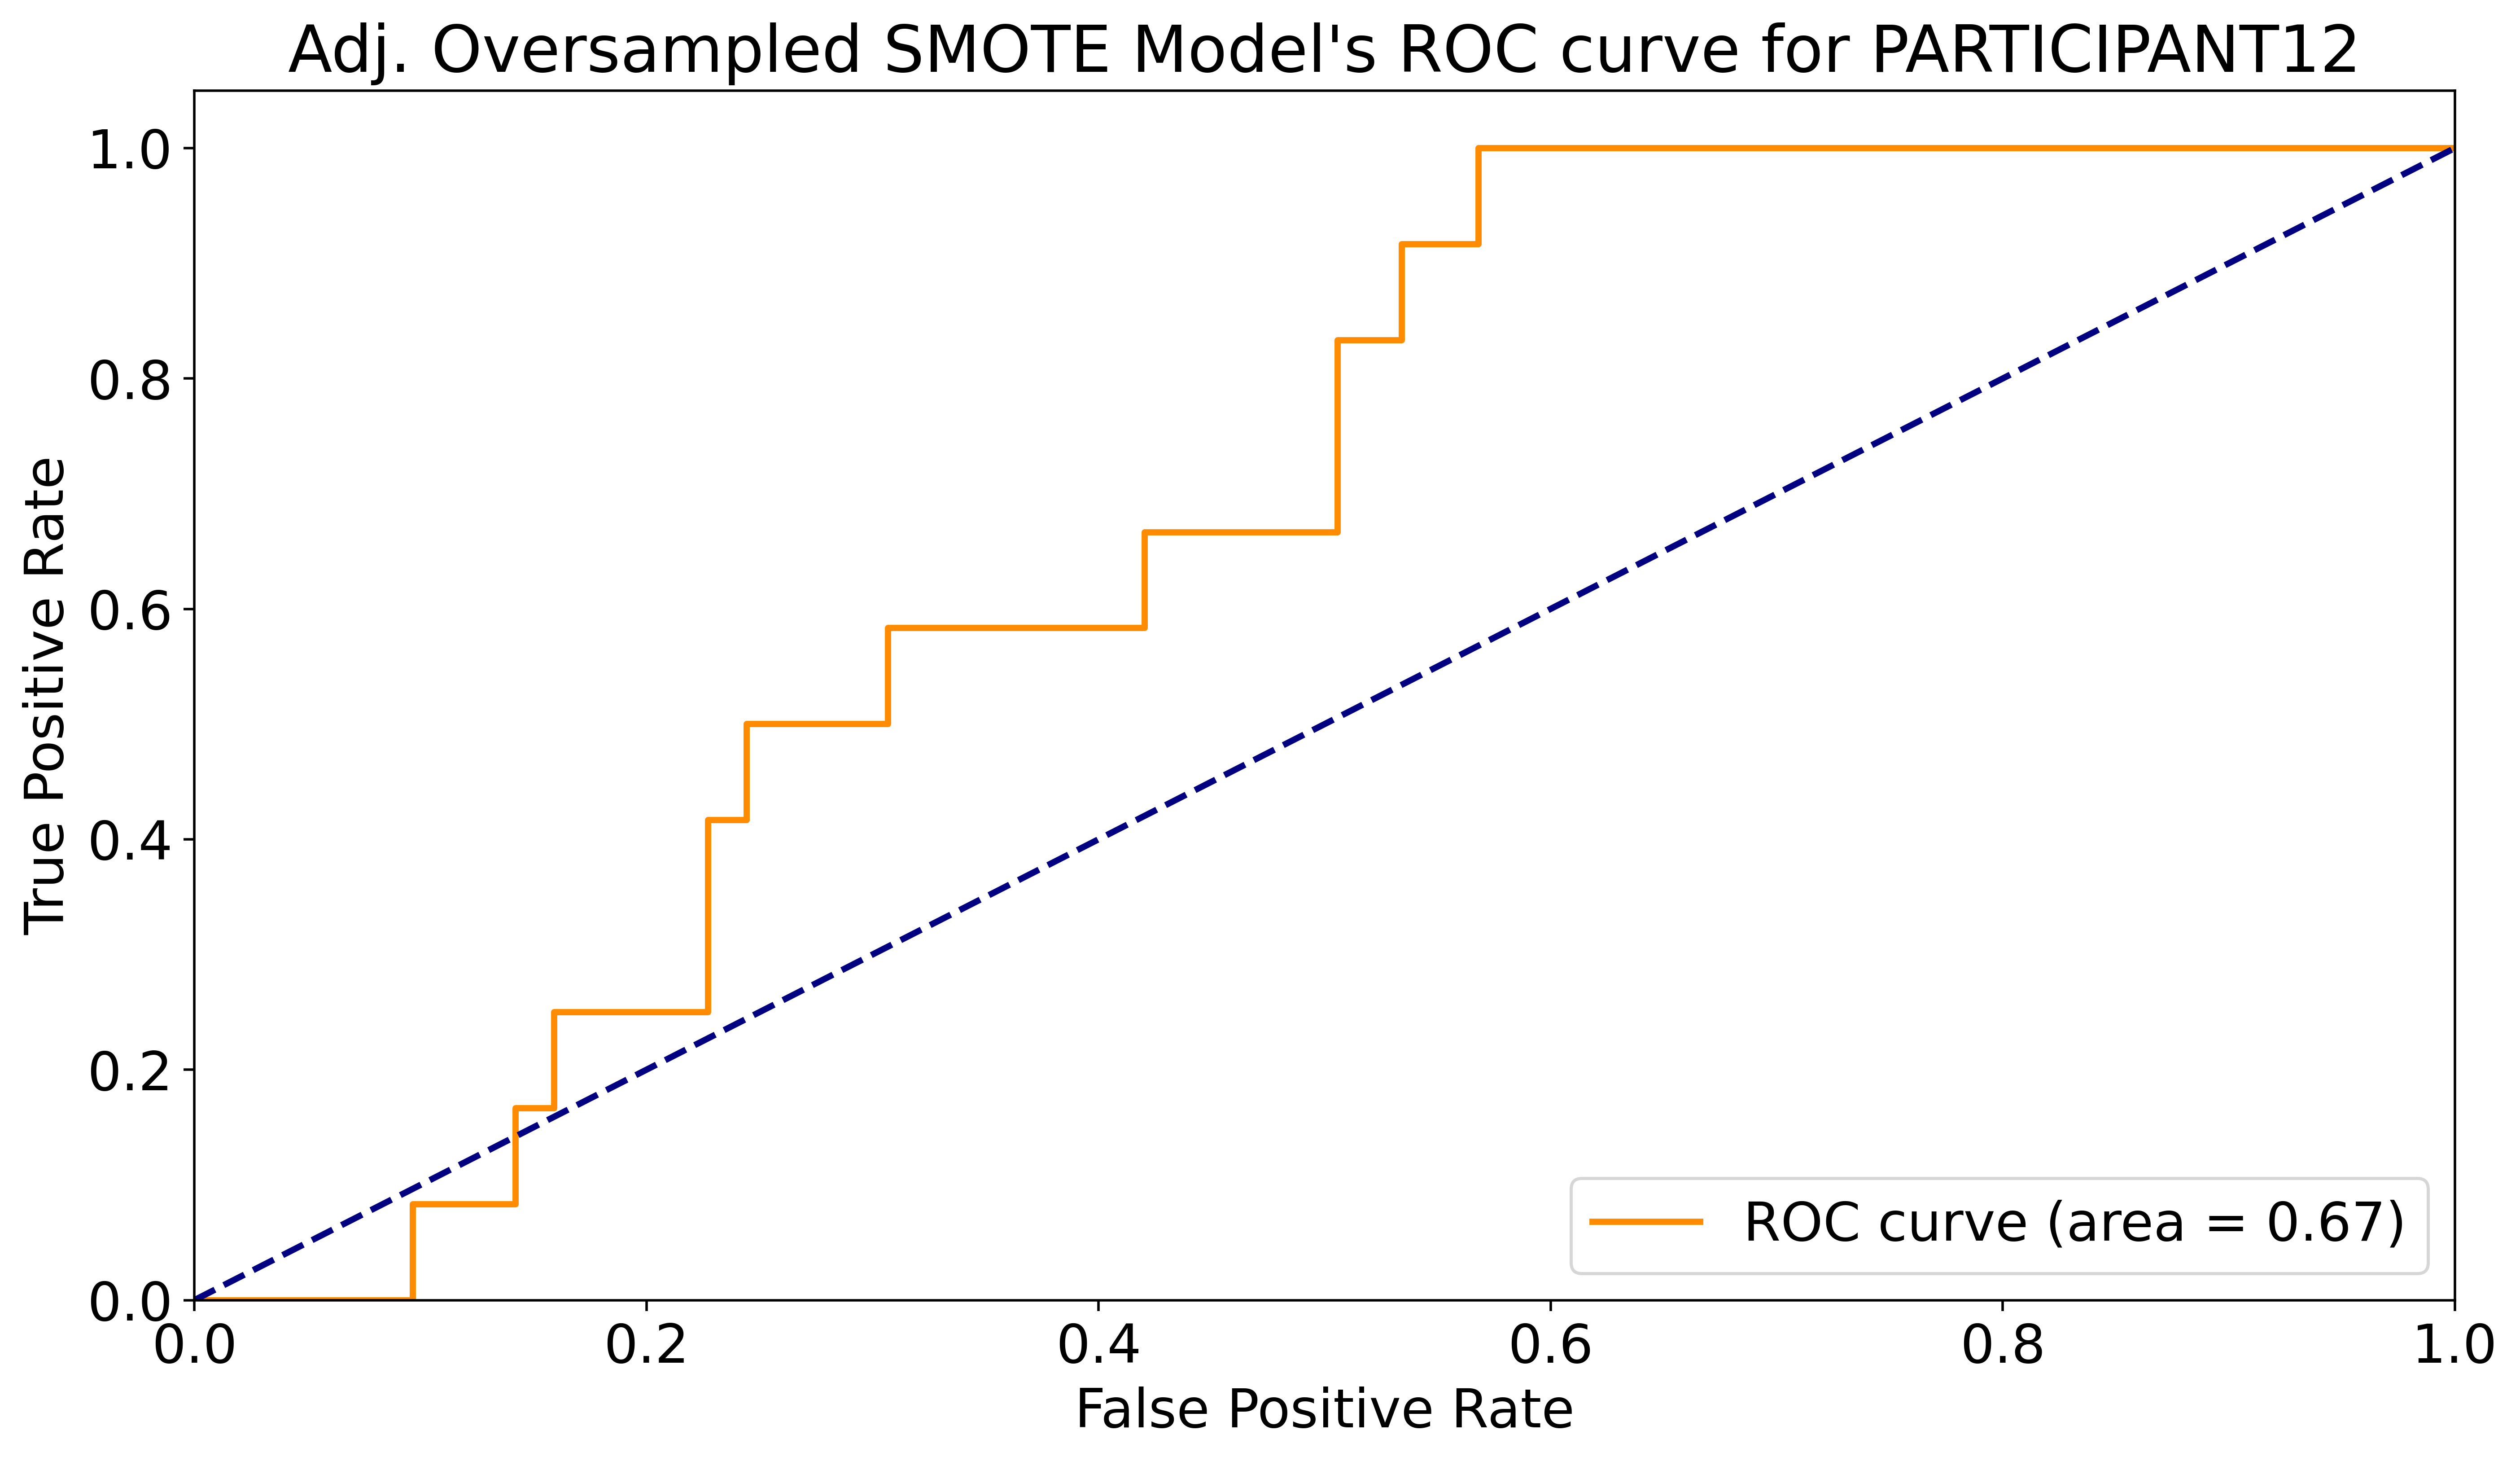 Adj. Oversampled SMOTE Model's ROC curve for PARTICIPANT12
True Positive Rate
1.0
0.8
0.6
0.4
0.2
0.0
ROC curve (area = 0.67)
0.0 0.2 0.4 0.6 0.8 1.0
False Positive Rate